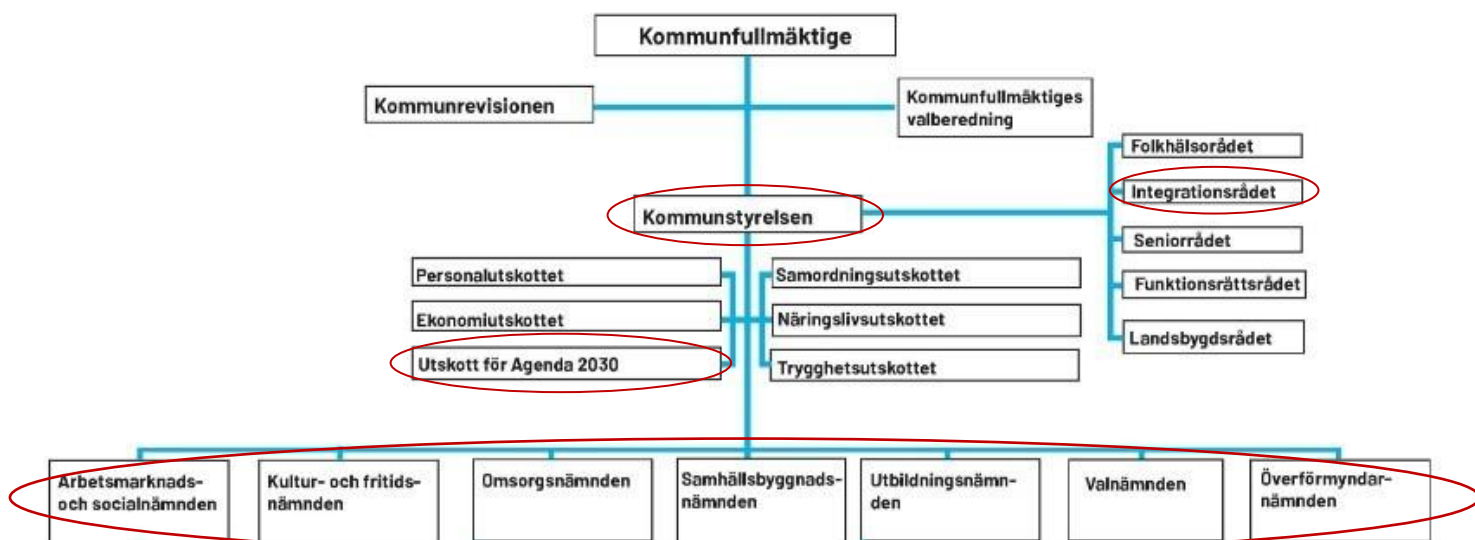 Kommunfullmäktige
Kommunrevisionen
Kommunfullmäktiges
valberedning
Folkhälsorådet
Integrationsrådet
Kommunstyrelsen
Seniorrådet
Personalutskottet
Samordningsutskottet
Funktionsrättsrådet
Ekonomiutskottet
Näringslivsutskottet
Landsbygdsrådet
Utskott för Agenda 2030
Trygghetsutskottet
Arbetsmarknads-
och socialnämnden
Kultur- och fritids-
nämnden
Omsorgsnämnden
Samhällsbyggnads-
nämnden
Utbildningsnämn-
den
Valnämnden
Överförmyndar-
nämnden